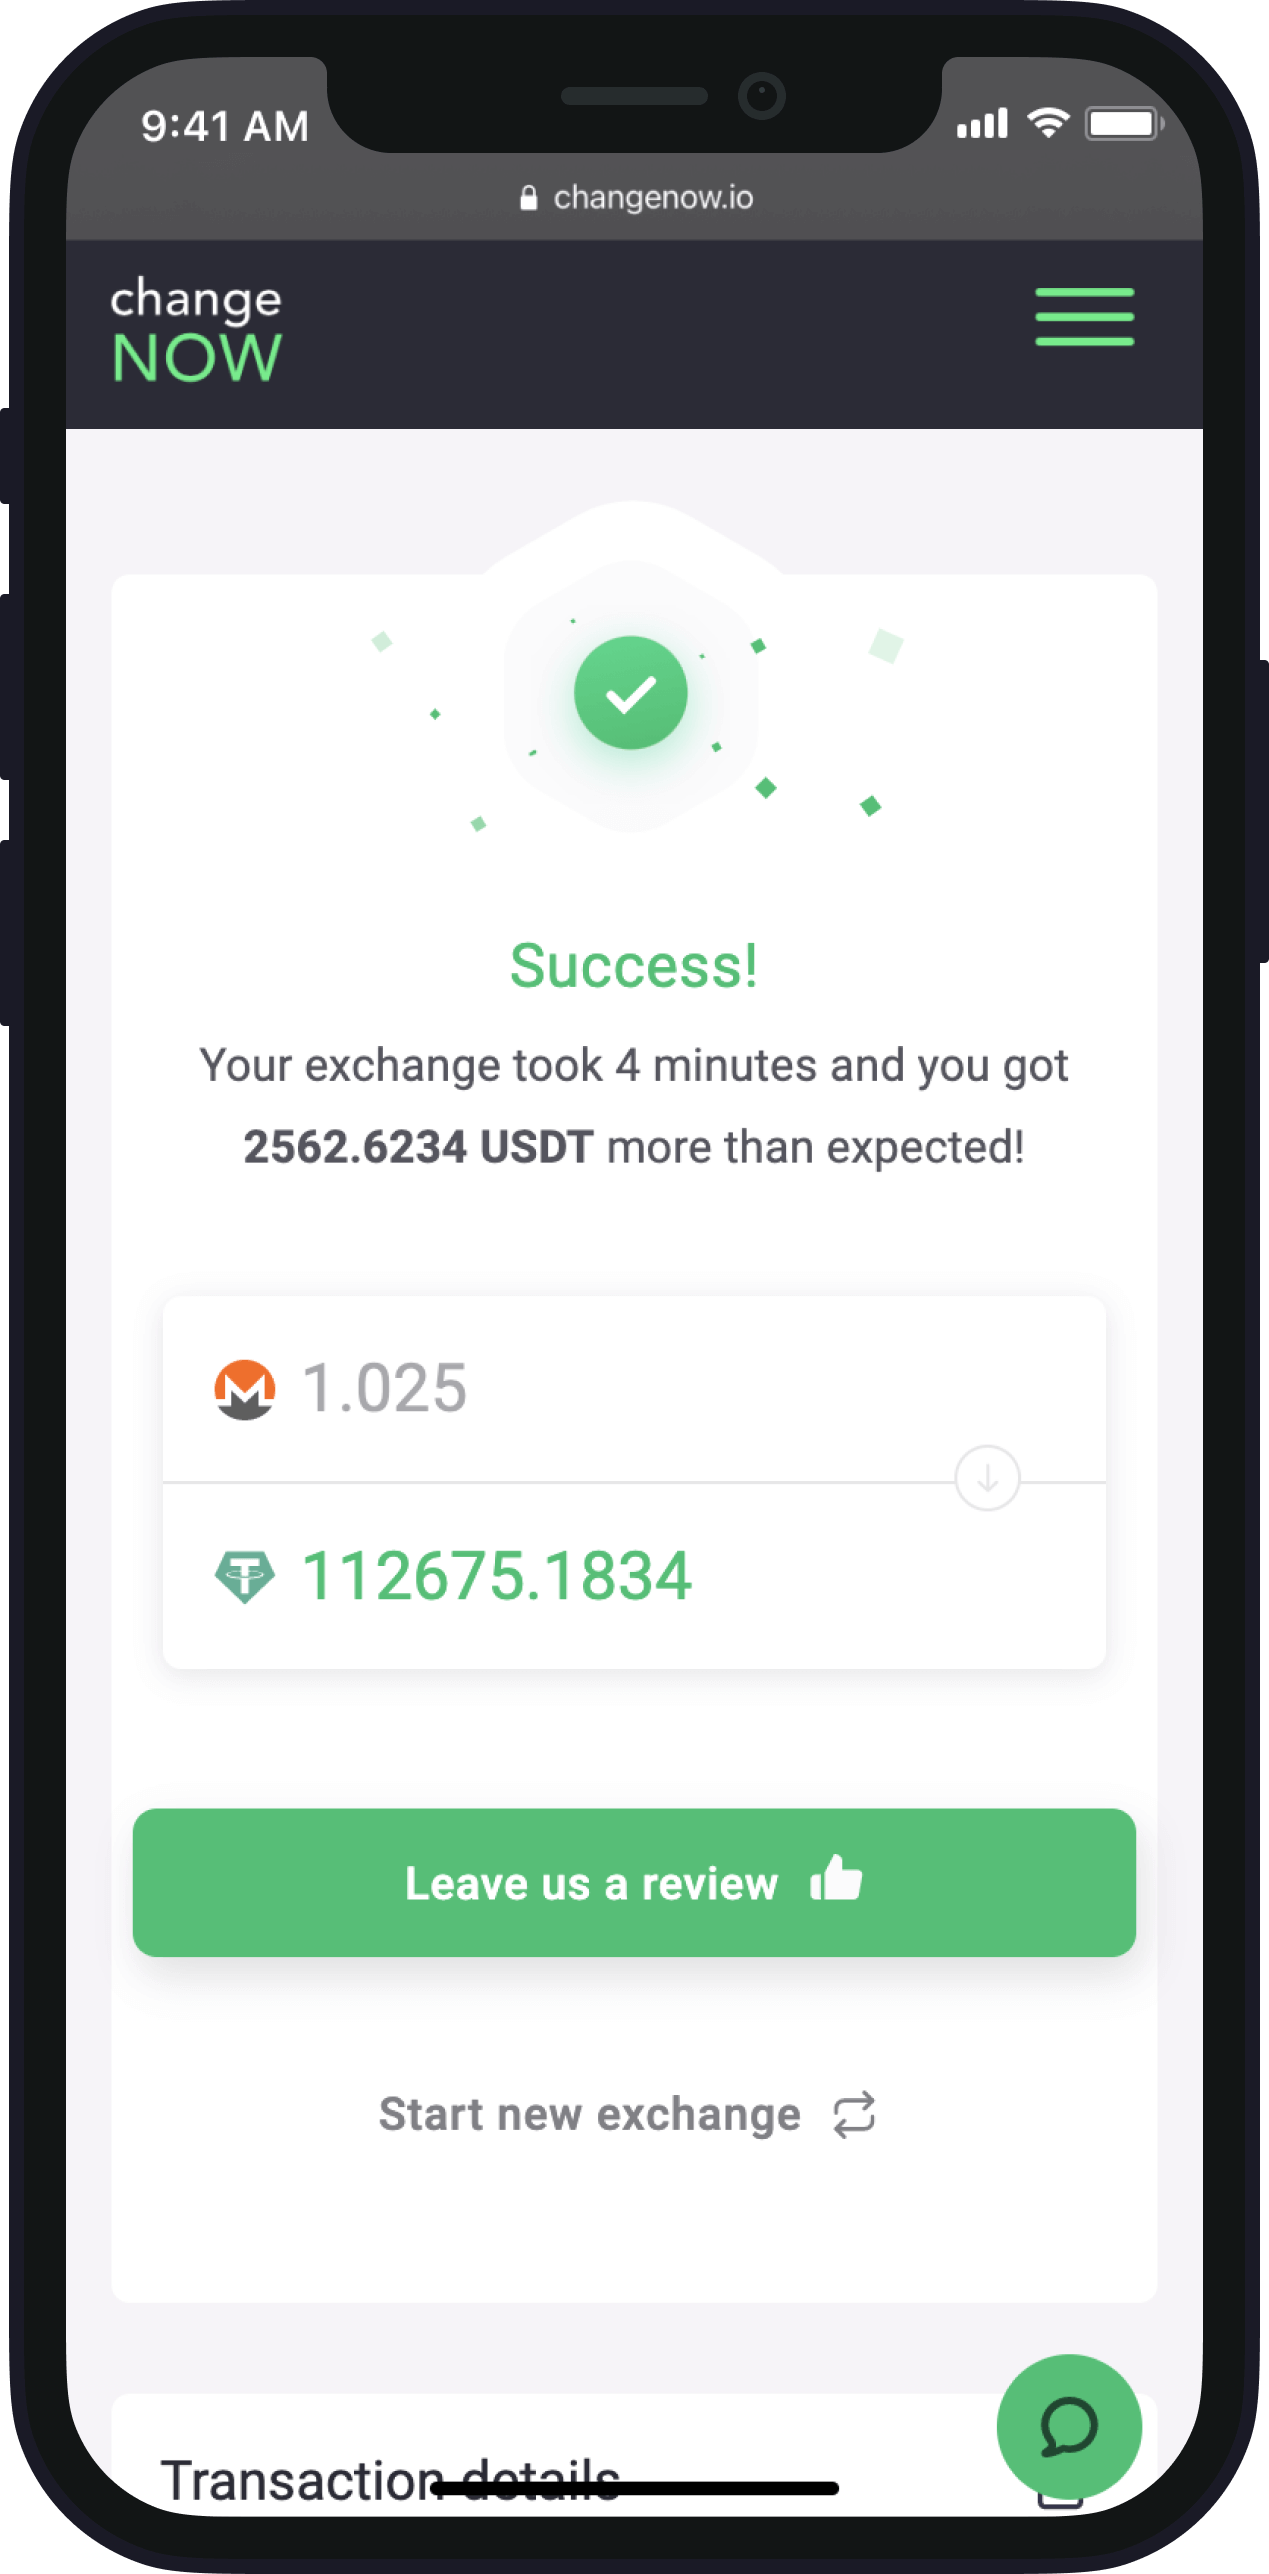 9:41 AM
changenow.io
change
NOW
Success!
Your exchange took 4 minutes and you got
2562.6234 USDT more than expected!
1.025
112675.1834
Leave us a review
Start new exchange
Transaction details